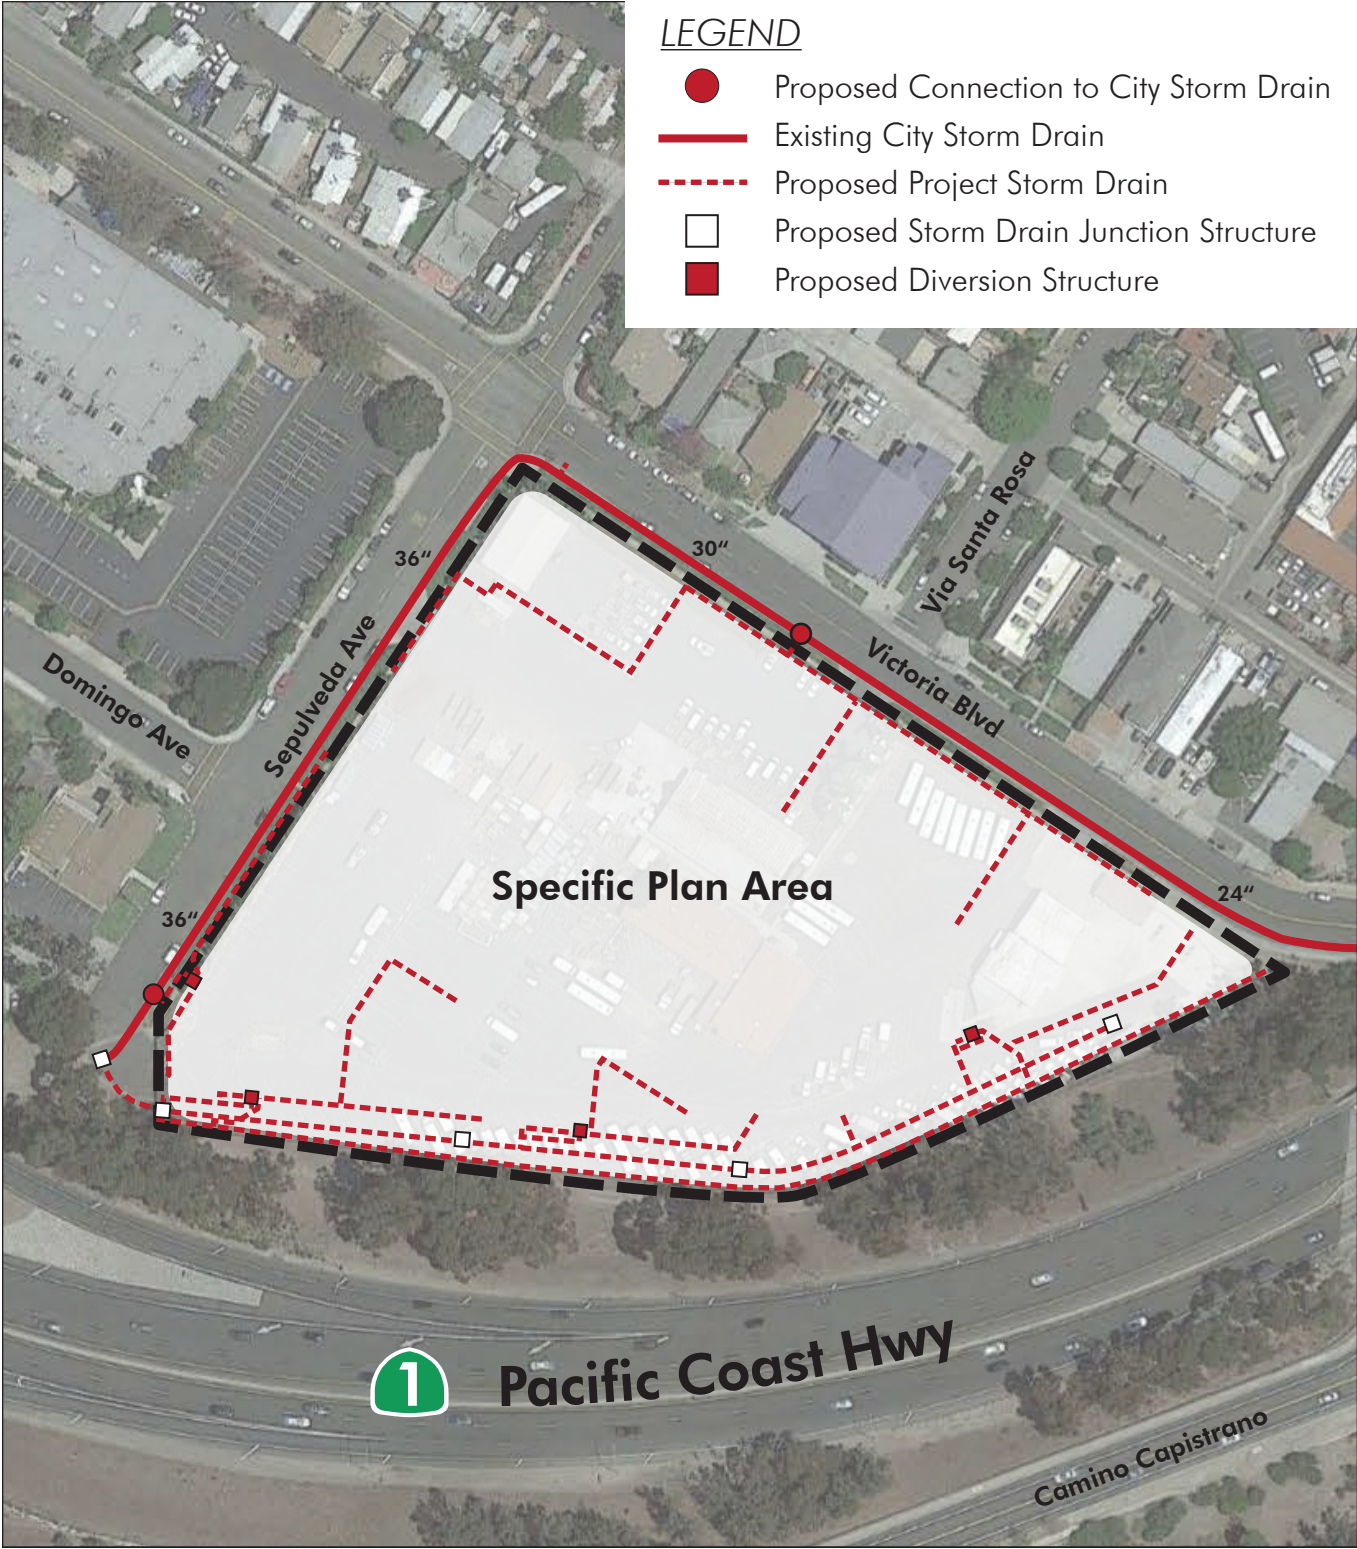 LEGEND
Proposed Connection to City Storm Drain
Existing City Storm Drain
Proposed Project Storm Drain
Proposed Storm Drain Junction Structure
Proposed Diversion Structure
36“
30“
Via Santa Rosa
Sepulveda Ave
Victoria Blvd
Domingo Ave
Specific Plan Area
24“
36“
1
Pacific Coast Hwy
Camino Capistrano